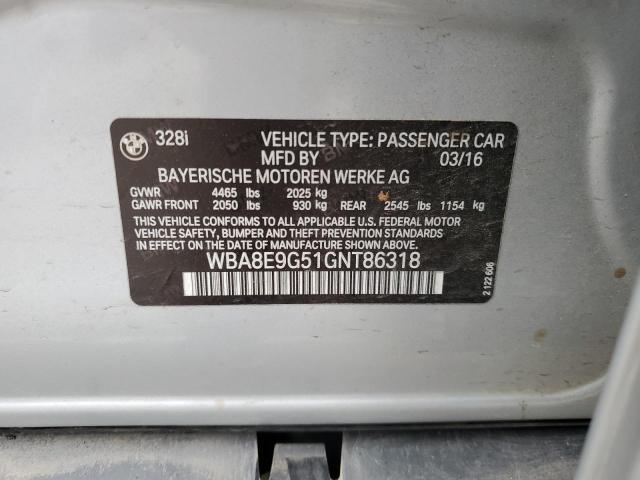 328i VEHICLE TYPE: PASSENGER CAR
MFD BY 03/16
BAYERISCHE MOTOREN WERKE AG
GVWR 4465 lbs 2025 kg
GAWR FRONT 2050 lbs 930 kg REAR 2545 lbs 1154 kg
THIS VEHICLE CONFORMS TO ALL APPLICABLE U.S. FEDERAL MOTOR
VEHICLE SAFETY, BUMPER AND THEFT PREVENTION STANDARDS
IN EFFECT ON THE DATE OF MANUFACTURE SHOWN ABOVE.
WBA8E9G51GNT86318
2 122 606